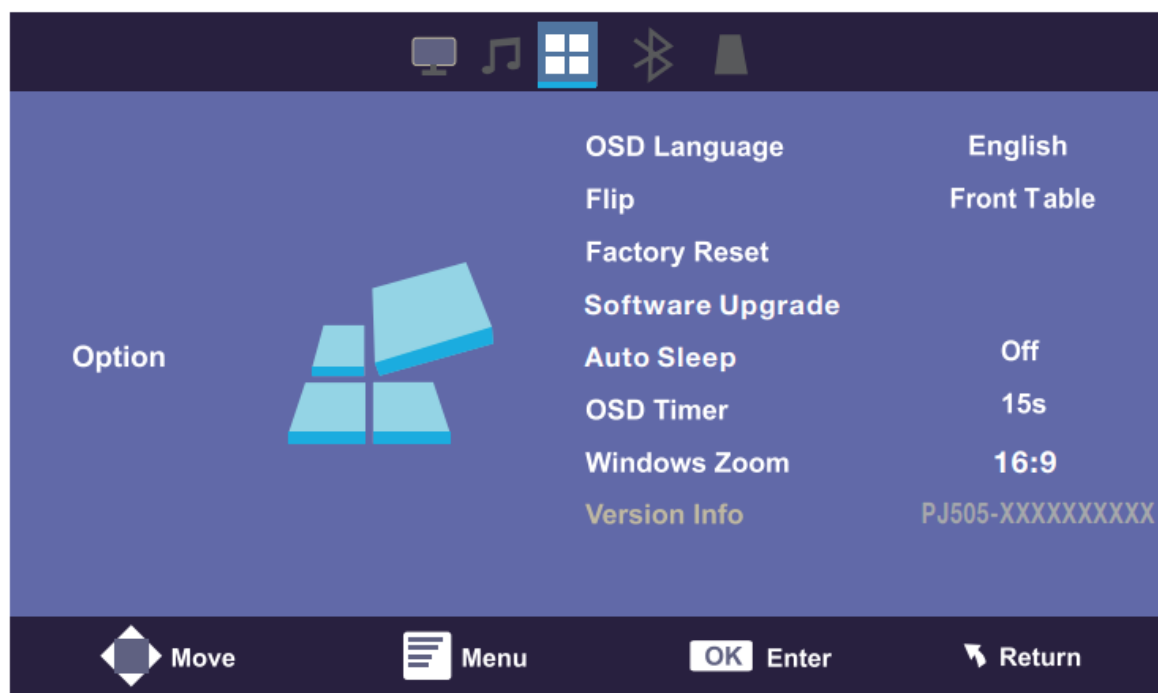 OSD Language English
Flip Front Table
Factory Reset
Software Upgrade
Option
Auto Sleep Off
OSD Timer 15s
Windows Zoom 16:9
Version Info PJ505-XXXXXXXXXX
Move Menu OK Enter Return